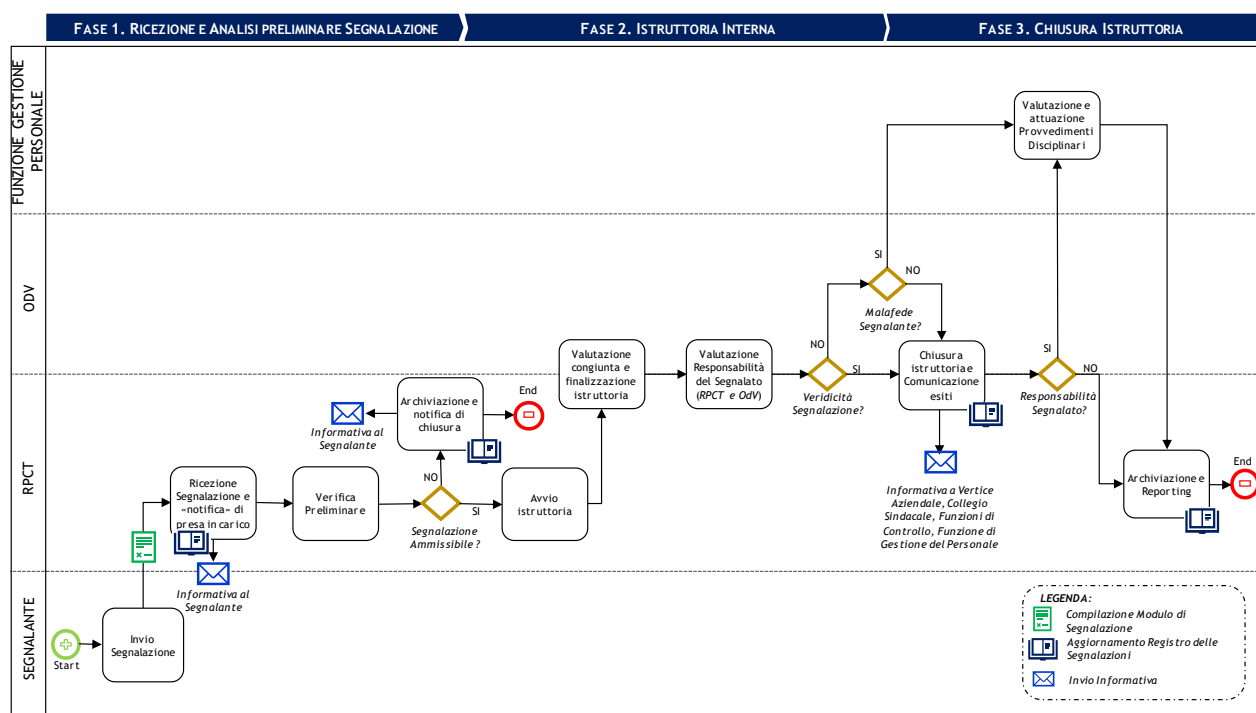 FASE 1. RICEZIONE E ANALISI PRELIMINARE SEGNALAZIONE
FASE 2. ISTRUTTORIA INTERNA
FASE 3. CHIUSURA ISTRUTTORIA
FUNZIONE GESTIONE
PERSONALE
Valutazione e
attuazione
Provvedimenti
Disciplinari
ODV
SI
NO
Malafede
Segnalante?
NO
SI
Veridicità
Segnalazione?
Valutazione
congiunta e
finalizzazione
istruttoria
Valutazione
Responsabilità
del Segnalato
(RPCT e OdV)
Chiusura
istruttoria e
Comunicazione
esiti
SI
NO
Responsabilità
Segnalato?
RPCT
Archiviazione e
notifica di
chiusura
End
Informativa al
Segnalante
Ricezione
Segnalazione e
«notifica» di
presa in carico
Verifica
Preliminare
NO
SI
Segnalazione
Ammissibile ?
Avvio
istruttoria
Informativa a Vertice
Aziendale, Collegio
Sindacale, Funzioni di
Controllo, Funzione di
Gestione del Personale
Archiviazione e
Reporting
End
Informativa al
Segnalante
SEGNALANTE
Start
Invio
Segnalazione
LEGENDA:
Compilazione Modulo di
Segnalazione
Aggiornamento Registro delle
Segnalazioni
Invio Informativa